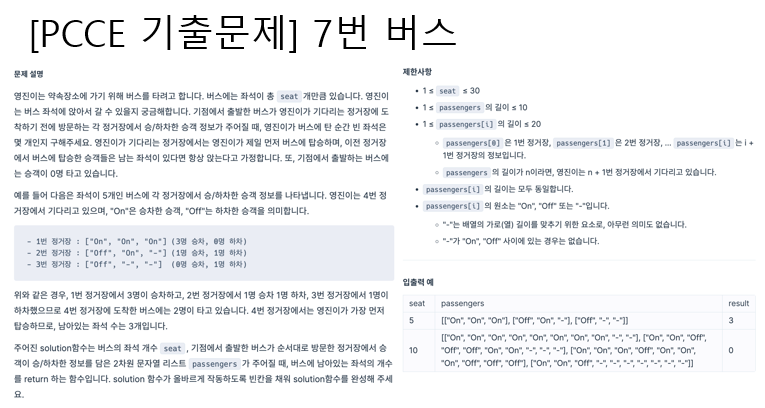 [PCCE 기출문제] 7번 버스
문제 설명
영진이는 약속장소에 가기 위해 버스를 타려고 합니다. 버스에는 좌석이 총 seat 개만큼 있습니다. 영진이
는 버스 좌석에 앉아서 갈 수 있을지 궁금해합니다. 기점에서 출발한 버스가 영진이가 기다리는 정거장에 도
착하기 전에 방문하는 각 정거장에서 승/하차한 승객 정보가 주어질 때, 영진이가 버스에 탄 순간 빈 좌석은
몇 개인지 구해주세요. 영진이가 기다리는 정거장에서는 영진이가 제일 먼저 버스에 탑승하며, 이전 정거장
에서 버스에 탑승한 승객들은 남는 좌석이 있다면 항상 앉는다고 가정합니다. 또, 기점에서 출발하는 버스에
는 승객이 0명 타고 있습니다.
예를 들어 다음은 좌석이 5개인 버스에 각 정거장에서 승/하차한 승객 정보를 나타냅니다. 영진이는 4번 정
거장에서 기다리고 있으며, "On"은 승차한 승객, "Off"는 하차한 승객을 의미합니다.
- 1번 정거장 : ["On", "On", "On"] (3명 승차, 0명 하차)
- 2번 정거장 : ["Off", "On", "-"] (1명 승차, 1명 하차)
- 3번 정거장 : ["Off", "-", "-"] (0명 승차, 1명 하차)
위와 같은 경우, 1번 정거장에서 3명이 승차하고, 2번 정거장에서 1명 승차 1명 하차, 3번 정거장에서 1명이
하차했으므로 4번 정거장에 도착한 버스에는 2명이 타고 있습니다. 4번 정거장에서는 영진이가 가장 먼저
탑승하므로, 남아있는 좌석 수는 3개입니다.
주어진 solution함수는 버스의 좌석 개수 seat , 기점에서 출발한 버스가 순서대로 방문한 정거장에서 승
객이 승/하차한 정보를 담은 2차원 문자열 리스트 passengers 가 주어질 때, 버스에 남아있는 좌석의 개수
를 return 하는 함수입니다. solution 함수가 올바르게 작동하도록 빈칸을 채워 solution함수를 완성해 주세
요.
제한사항
• 1 ≤ seat ≤ 30
• 1 ≤ passengers 의 길이 ≤ 10
• 1 ≤ passengers[i] 의 길이 ≤ 20
◦ passengers[0] 은 1번 정거장, passengers[1] 은 2번 정거장, ... passengers[i] 는 i +
1번 정거장의 정보입니다.
◦ passengers 의 길이가 n이라면, 영진이는 n + 1번 정거장에서 기다리고 있습니다.
• passengers[i] 의 길이는 모두 동일합니다.
• passengers[i] 의 원소는 "On", "Off" 또는 "-"입니다.
◦ "-"는 배열의 가로(열) 길이를 맞추기 위한 요소로, 아무런 의미도 없습니다.
◦ "-"가 "On", "Off" 사이에 있는 경우는 없습니다.
입출력 예
seat passengers result
5 [["On", "On", "On"], ["Off", "On", "-"], ["Off", "-", "-"]] 3
[["On", "On", "On", "On", "On", "On", "On", "On", "-", "-"], ["On", "On", "Off",
10 "Off", "Off", "On", "On", "-", "-", "-"], ["On", "On", "On", "Off", "On", "On", 0
"On", "Off", "Off", "Off"], ["On", "On", "Off", "-", "-", "-", "-", "-", "-", "-"]]